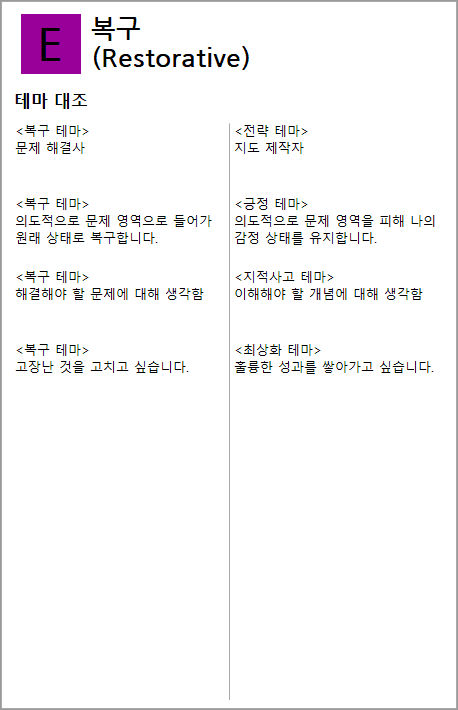 E
복구
(Restorative)
테마 대조
<복구 테마>
문제 해결사
<전략 테마>
지도 제작자
<복구 테마>
의도적으로 문제 영역으로 들어가
원래 상태로 복구합니다.
<긍정 테마>
의도적으로 문제 영역을 피해 나의
감정 상태를 유지합니다.
<복구 테마>
해결해야 할 문제에 대해 생각함
<지적사고 테마>
이해해야 할 개념에 대해 생각함
<복구 테마>
고장난 것을 고치고 싶습니다.
<최상화 테마>
훌륭한 성과를 쌓아가고 싶습니다.